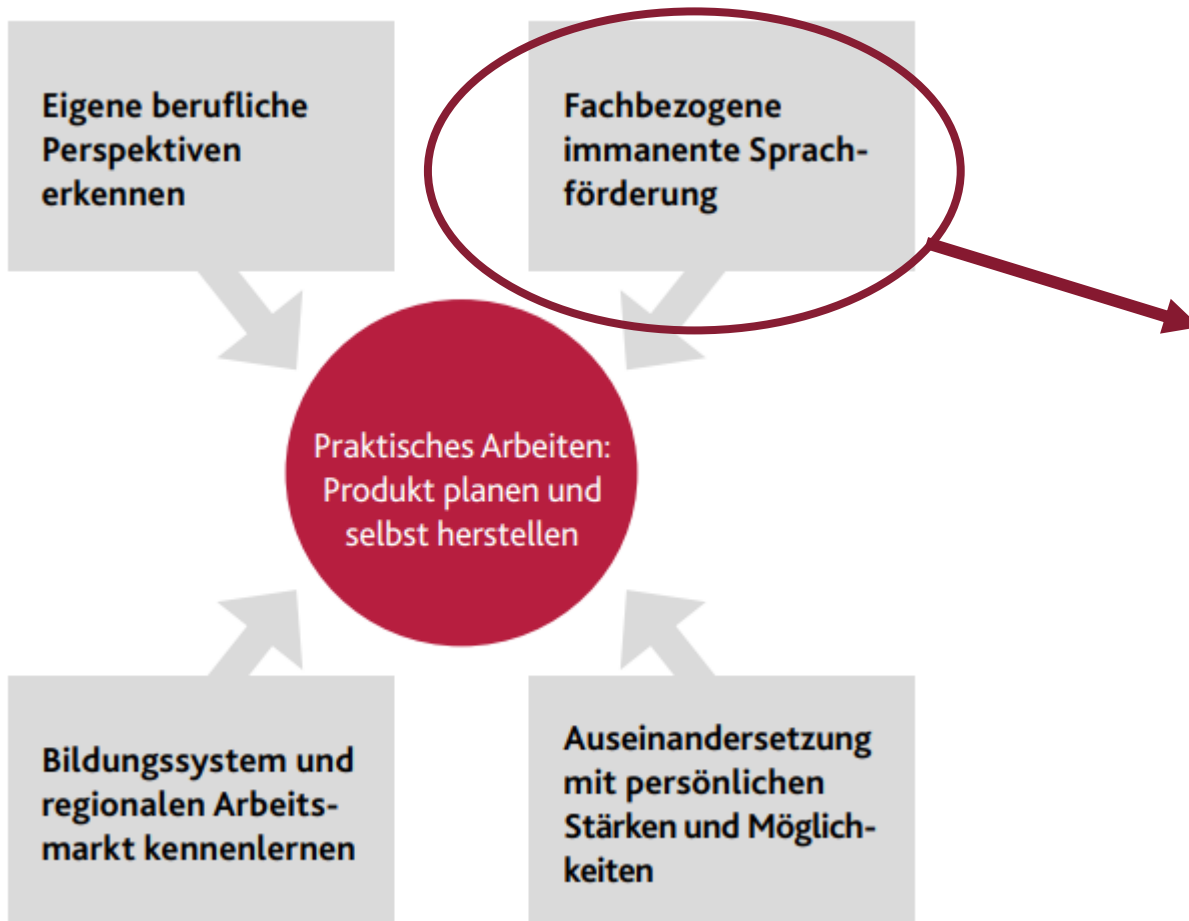 Eigene berufliche
Perspektiven
erkennen
Fachbezogene
immanente Sprach-
förderung
Praktisches Arbeiten:
Produkt planen und
selbst herstellen
Bildungssystem und
regionalen Arbeits-
markt kennenlernen
Auseinandersetzung
mit persönlichen
Stärken und Möglich-
keiten